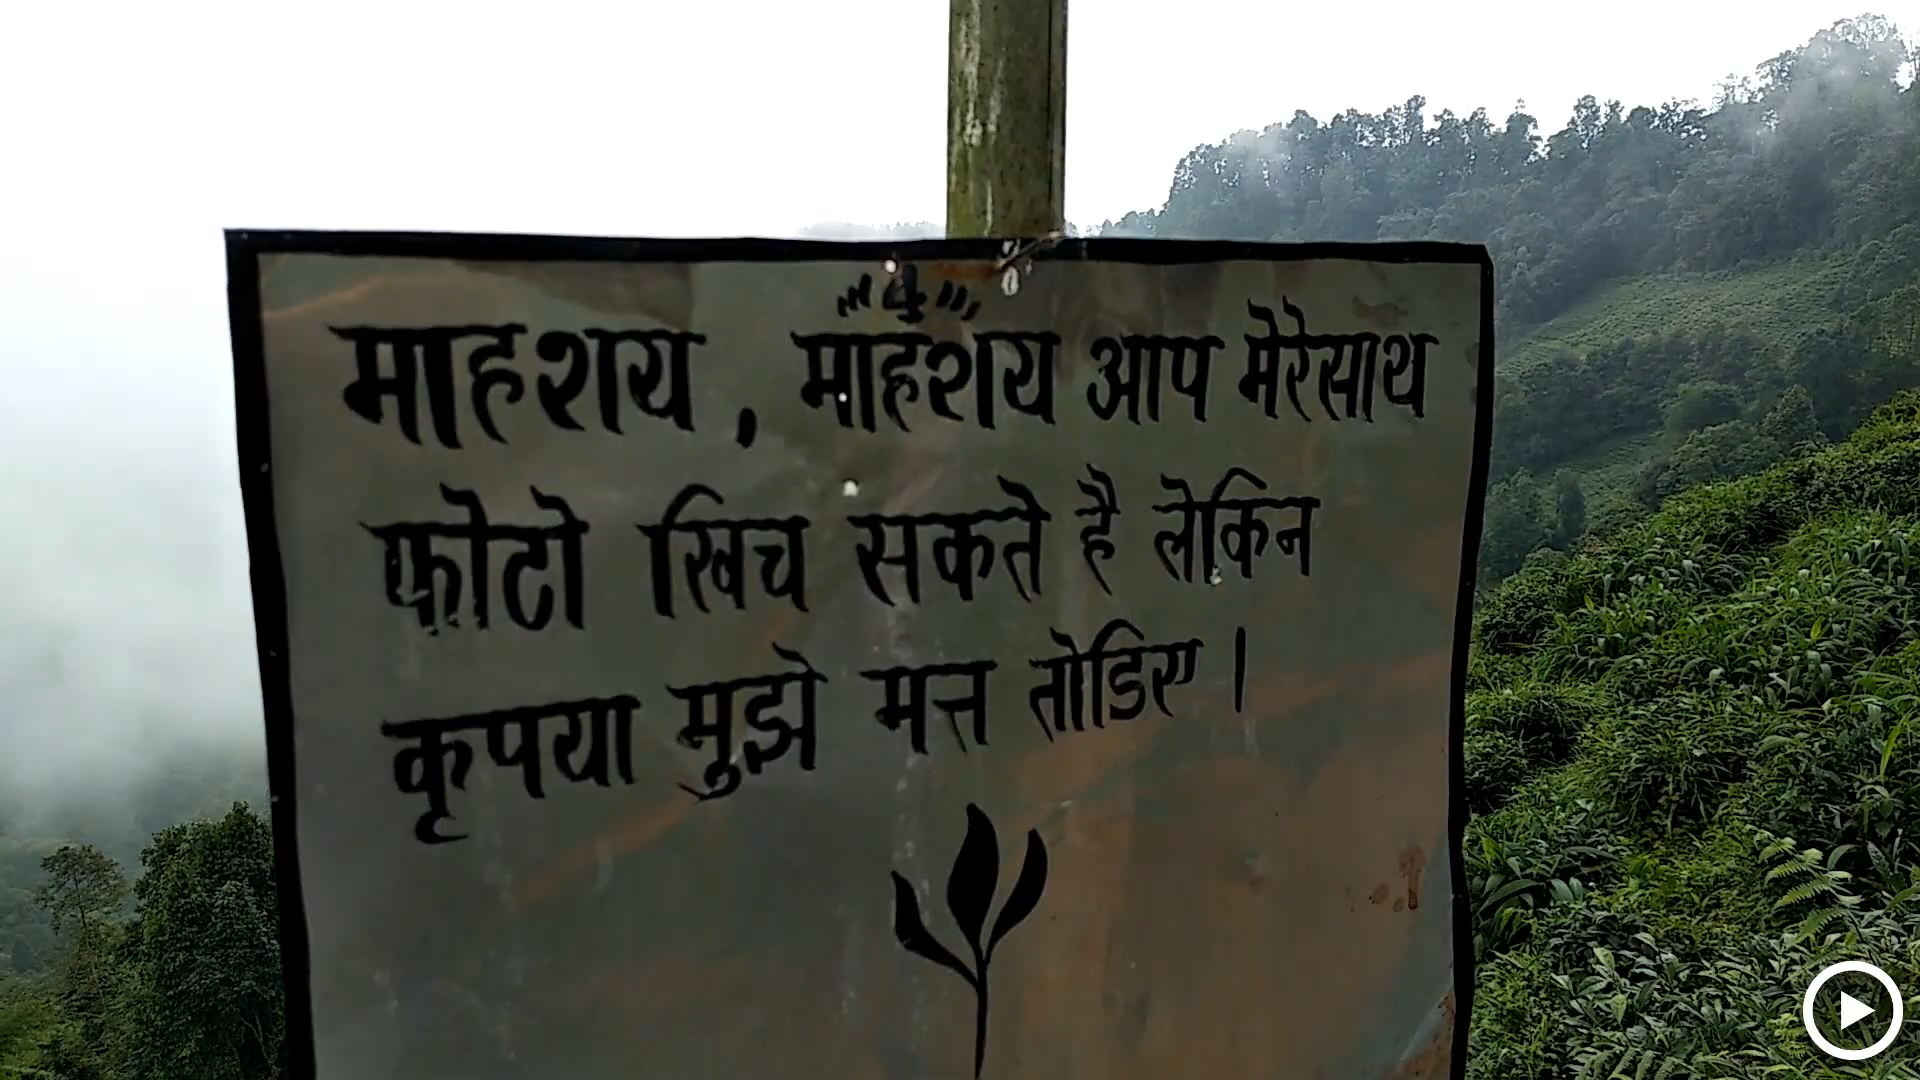 माहशय, माहशय आप मेरेसाथ
फोटो खिच सकते है लेकिन
कृपया मुझे मत्त तोडिए।